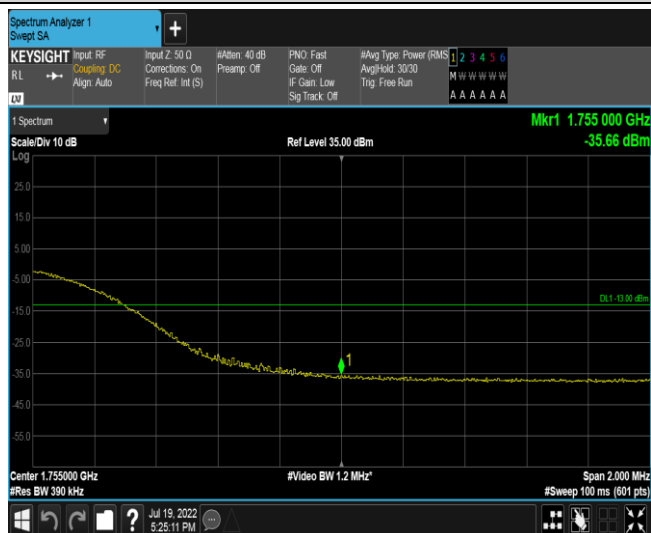 Spectrum Analyzer 1
Swept SA
KEYSIGHT
RL
LXI
Input: RF
Coupling: DC
Align: Auto
Input Z: 50 Ω
Corrections: On
Freq Ref: Int (S)
#Atten: 40 dB
Preamp: Off
PNO: Fast
Gate: Off
IF Gain: Low
Sig Track: Off
#Avg Type: Power (RMS
Avg|Hold: 30/30
Trig: Free Run
1 2 3 4 5 6
M W W W W W
A A A A A A
1 Spectrum
Mkr1 1.755 000 GHz
-35.66 dBm
Scale/Div 10 dB
Ref Level 35.00 dBm
Log
25.0
15.0
5.00
-5.00
DL1 -13.00 dBm
-15.0
-25.0
-35.0
1
-45.0
-55.0
Center 1.755000 GHz
#Video BW 1.2 MHz*
Span 2.000 MHz
#Res BW 390 kHz
#Sweep 100 ms (601 pts)
?
Jul 19, 2022
5:25:11 PM